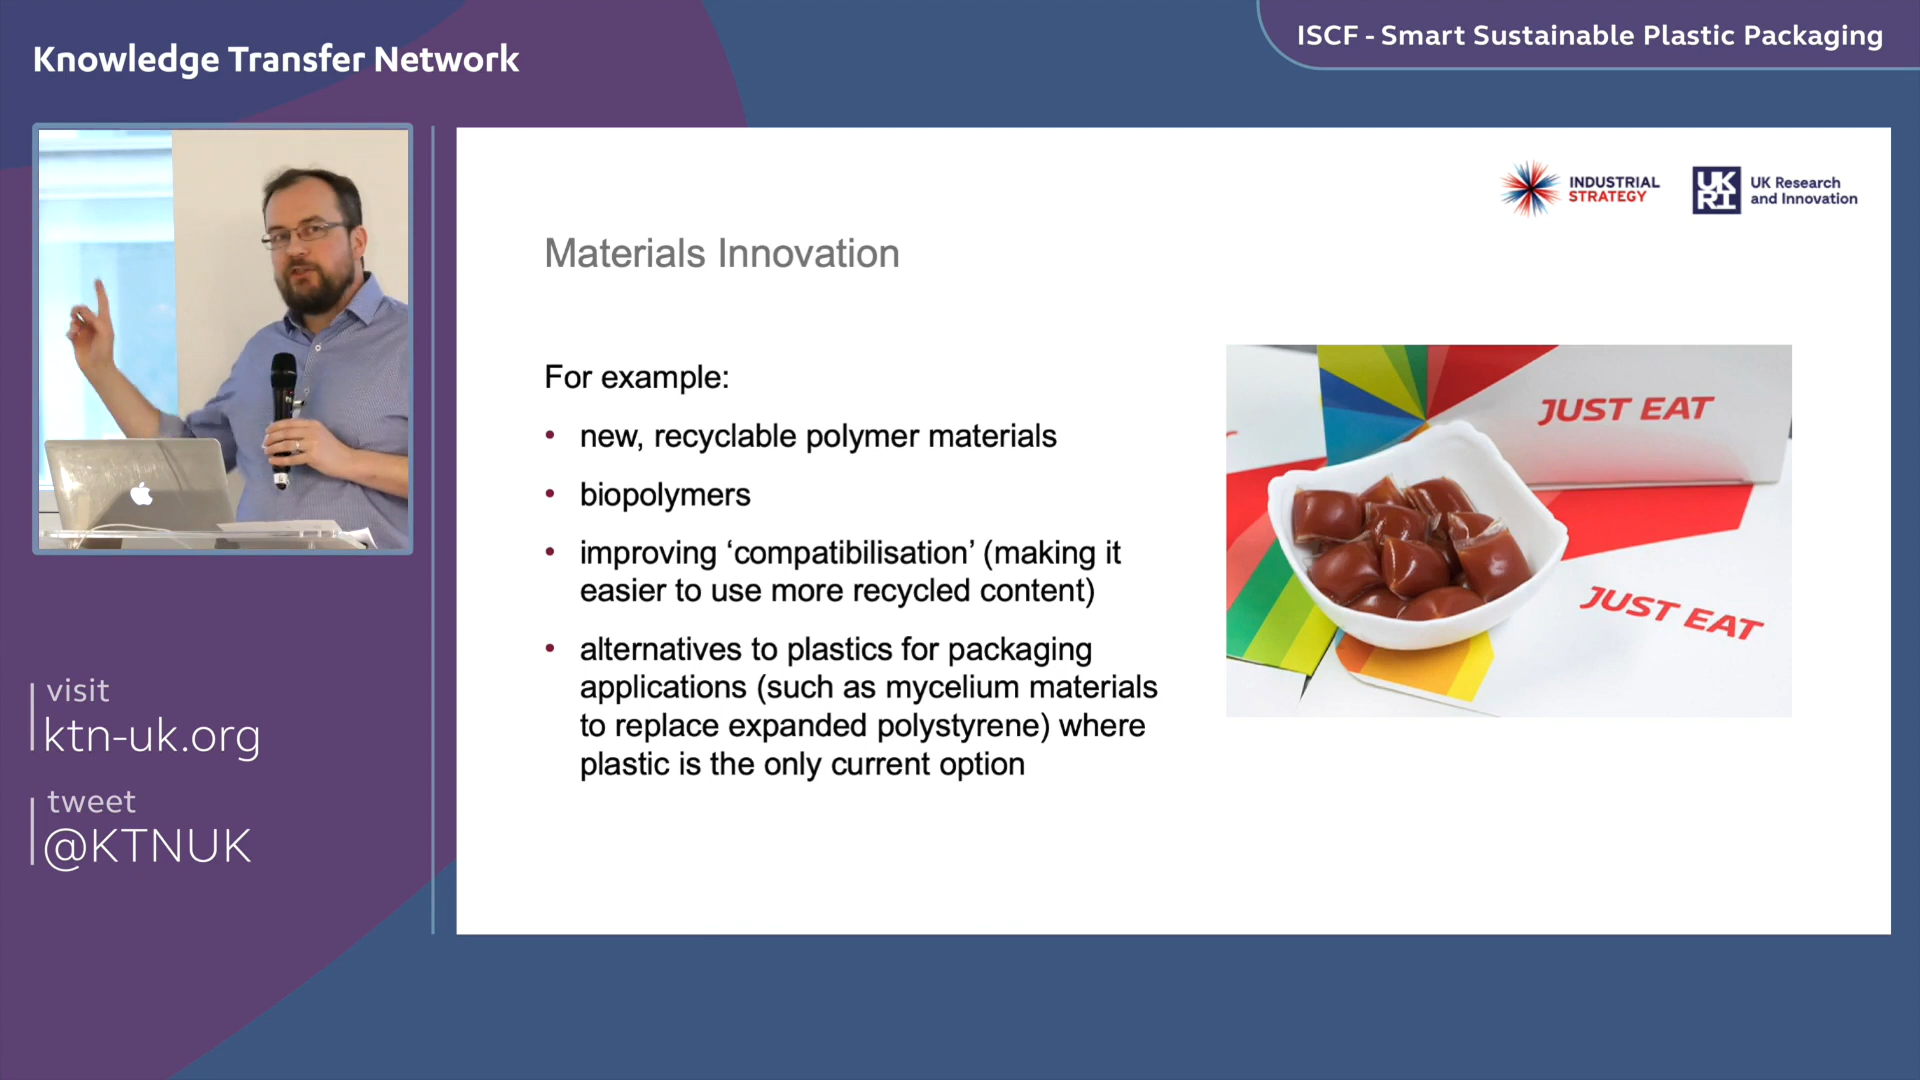 Knowledge Transfer Network
ISCF - Smart Sustainable Plastic Packaging
INDUSTRIAL
STRATEGY
UK
RI
UK Research
and Innovation
Materials Innovation
For example:
• new, recyclable polymer materials
• biopolymers
• improving ‘compatibilisation’ (making it
easier to use more recycled content)
• alternatives to plastics for packaging
applications (such as mycelium materials
to replace expanded polystyrene) where
plastic is the only current option
JUST EAT
JUST EAT
visit
ktn-uk.org
tweet
@KTNUK